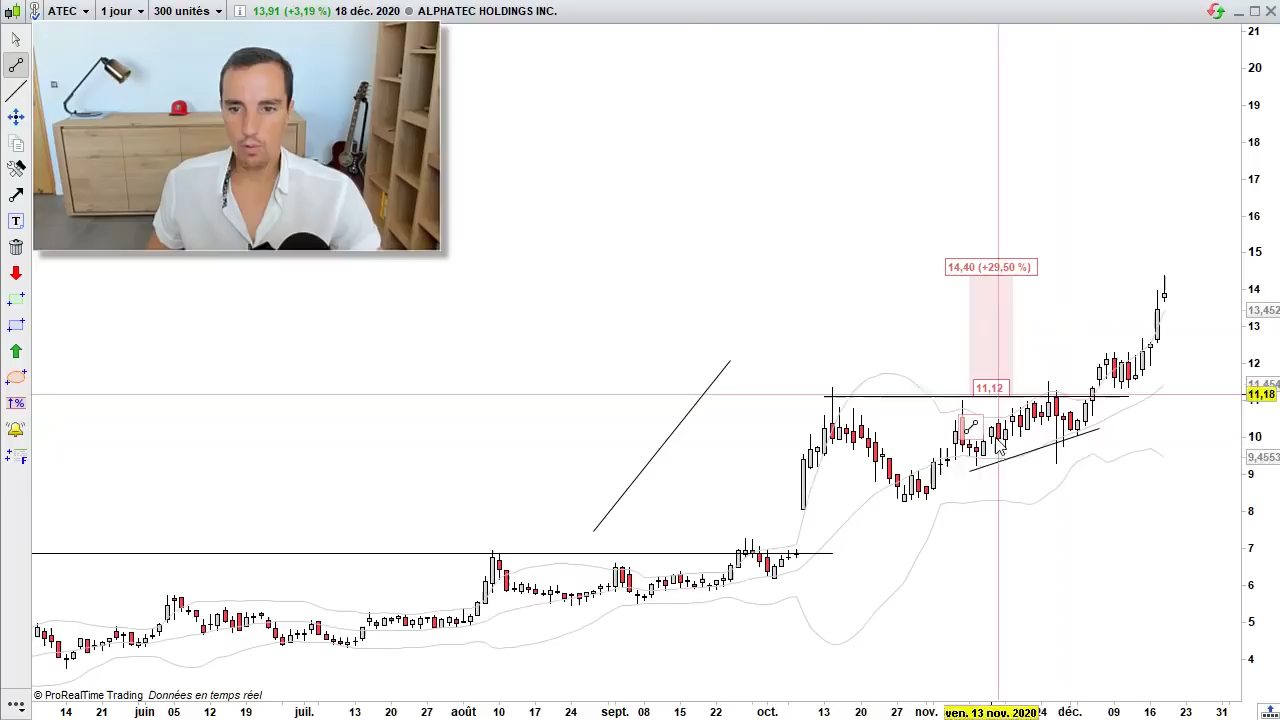 ATEC
1 jour
300 unités
13,91 (+3,19 %) 18 déc. 2020
ALPHATEC HOLDINGS INC.
21
20
19
18
17
16
15
14,40 (+29,50 %)
14
13,452
13
12
11,12
11,18
10
9,4553
9
8
7
6
5
4
© ProRealTime Trading Données en temps réel
14
21
27
juin
05
12
19
juil.
13
20
27
août
10
17
24
sept.
08
15
22
oct.
13
20
27
nov.
ven. 13 nov. 2020
24
déc.
09
16
23
31